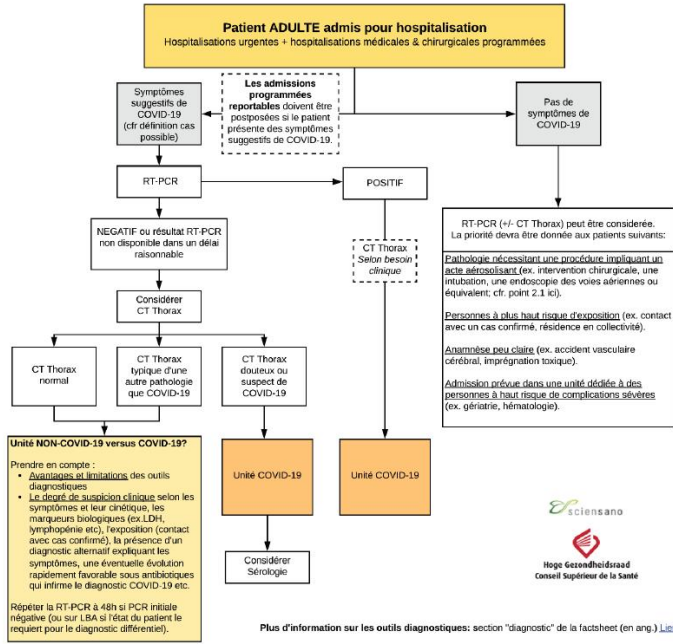 Patient ADULTE admis pour hospitalisation
Hospitalisations urgentes + hospitalisations médicales & chirurgicales programmées
Symptômes
suggestifs de
COVID-19
(cfr définition cas
possible)
Les admissions
programmées
reportables doivent être
postposées si le patient
présente des symptômes
suggestifs de COVID-19.
Pas de
symptômes de
COVID-19
RT-PCR
POSITIF
NEGATIF ou résultat RT-PCR
non disponible dans un délai
raisonnable
CT Thorax
Selon besoin
clinique
Considérer
CT Thorax
CT Thorax
normal
CT Thorax
typique d'une
autre pathologie
que COVID-19
CT Thorax
douteux ou
suspect de
COVID-19
RT-PCR (+/- CT Thorax) peut être considérée.
La priorité devra être donnée aux patients suivants:
Pathologie nécessitant une procédure impliquant un
acte aérosolisant (ex. intervention chirurgicale, une
intubation, une endoscopie des voies aériennes ou
équivalent; cfr. point 2.1 ici).
Personnes à plus haut risque d'exposition (ex. contact
avec un cas confirmé, résidence en collectivité).
Anamnèse peu claire (ex. accident vasculaire
cérébral, imprégnation toxique).
Admission prévue dans une unité dédiée à des
personnes à haut risque de complications sévères
(ex. gériatrie, hématologie).
Unité NON-COVID-19 versus COVID-19?
Prendre en compte :
• Avantages et limitations des outils
diagnostiques
• Le degré de suspicion clinique selon les
symptômes et leur cinétique, les
marqueurs biologiques (ex.LDH,
lymphopénie etc), l'exposition (contact
avec cas confirmé), la présence d'un
diagnostic alternatif expliquant les
symptômes, une éventuelle évolution
rapidement favorable sous antibiotiques
qui infirme le diagnostic COVID-19 etc.
Répéter la RT-PCR à 48h si PCR initiale
négative (ou sur LBA si l'état du patient le
requiert pour le diagnostic différentiel).
Unité COVID-19
Unité COVID-19
Considérer
Sérologie
sciensano
Hoge Gezondheidsraad
Conseil Supérieur de la Santé
Plus d'information sur les outils diagnostiques: section "diagnostic" de la factsheet (en ang.)